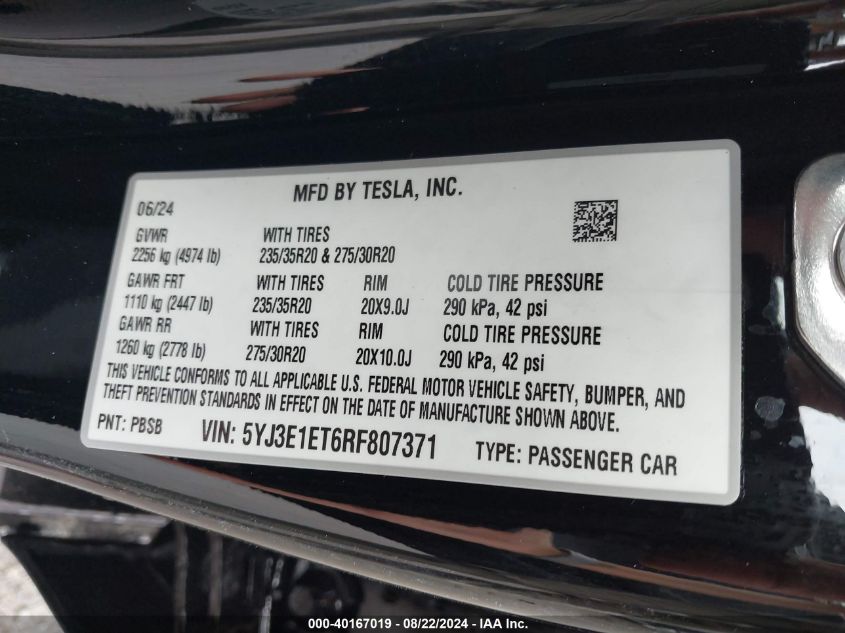 MFD BY TESLA, INC.
06/24
GVWR WITH TIRES
2256 kg (4974 lb) 235/35R20 & 275/30R20
GAWR FRT WITH TIRES RIM COLD TIRE PRESSURE
1110 kg (2447 lb) 235/35R20 20X9.0J 290 kPa, 42 psi
GAWR RR WITH TIRES RIM COLD TIRE PRESSURE
1260 kg (2778 lb) 275/30R20 20X10.0J 290 kPa, 42 psi
THIS VEHICLE CONFORMS TO ALL APPLICABLE U.S. FEDERAL MOTOR VEHICLE SAFETY, BUMPER, AND
THEFT PREVENTION STANDARDS IN EFFECT ON THE DATE OF MANUFACTURE SHOWN ABOVE.
PNT: PBSB VIN: 5YJ3E1ET6RF807371 TYPE: PASSENGER CAR
000-40167019 - 08/22/2024 - IAA Inc.